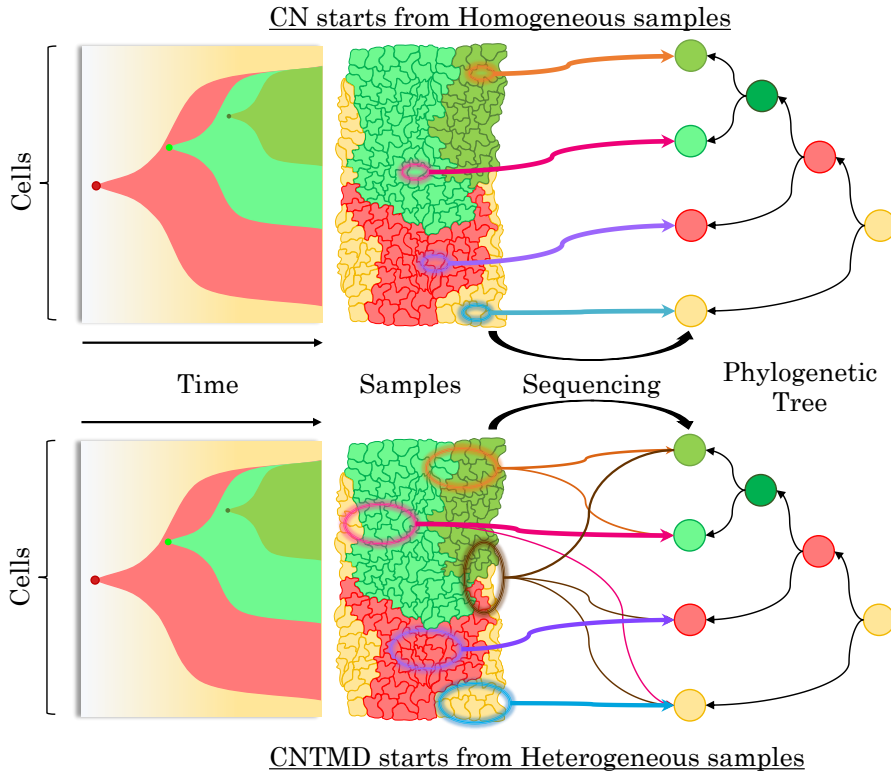 CN starts from Homogeneous samples
Cells
Time
Samples
Sequencing
Phylogenetic
Tree
Cells
CNTMD starts from Heterogeneous samples